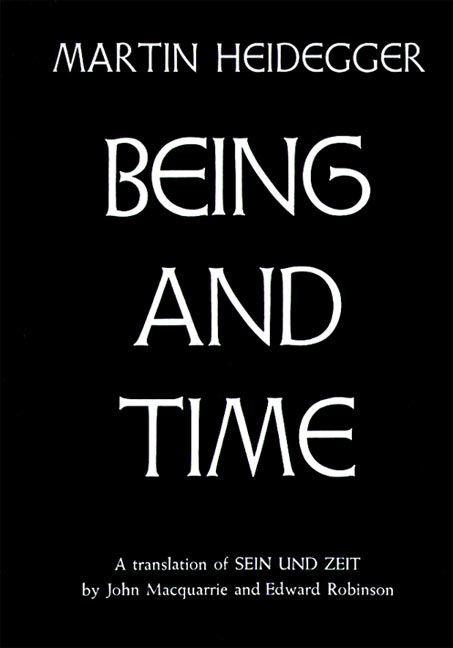 MARTIN HEIDEGGER
BEING
AND
TIME
A translation of SEIN UND ZEIT
by John Macquarrie and Edward Robinson